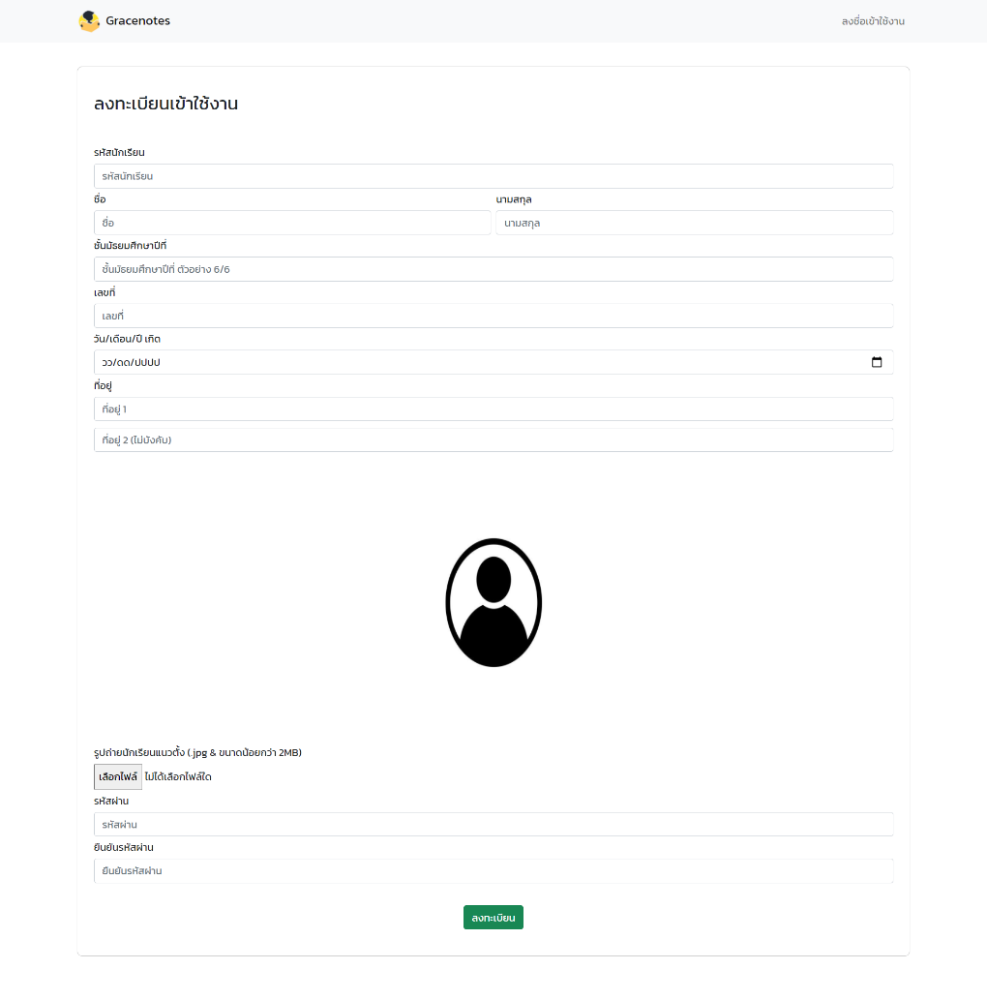 Gracenotes
ลงชื่อเข้าใช้งาน
ลงทะเบียนเข้าใช้งาน
รหัสนักเรียน
รหัสนักเรียน
ชื่อ
นามสกุล
ชื่อ
นามสกุล
ชั้นมัธยมศึกษาปีที่
ชั้นมัธยมศึกษาปีที่ ตัวอย่าง 6/6
เลขที่
เลขที่
วัน/เดือน/ปี เกิด
วว/ดด/ปปปป
ที่อยู่
ที่อยู่ 1
ที่อยู่ 2 (ไม่บังคับ)
รูปถ่ายนักเรียนแนวตั้ง (.jpg & ขนาดน้อยกว่า 2MB)
เลือกไฟล์ ไม่ได้เลือกไฟล์ใด
รหัสผ่าน
รหัสผ่าน
ยืนยันรหัสผ่าน
ยืนยันรหัสผ่าน
ลงทะเบียน